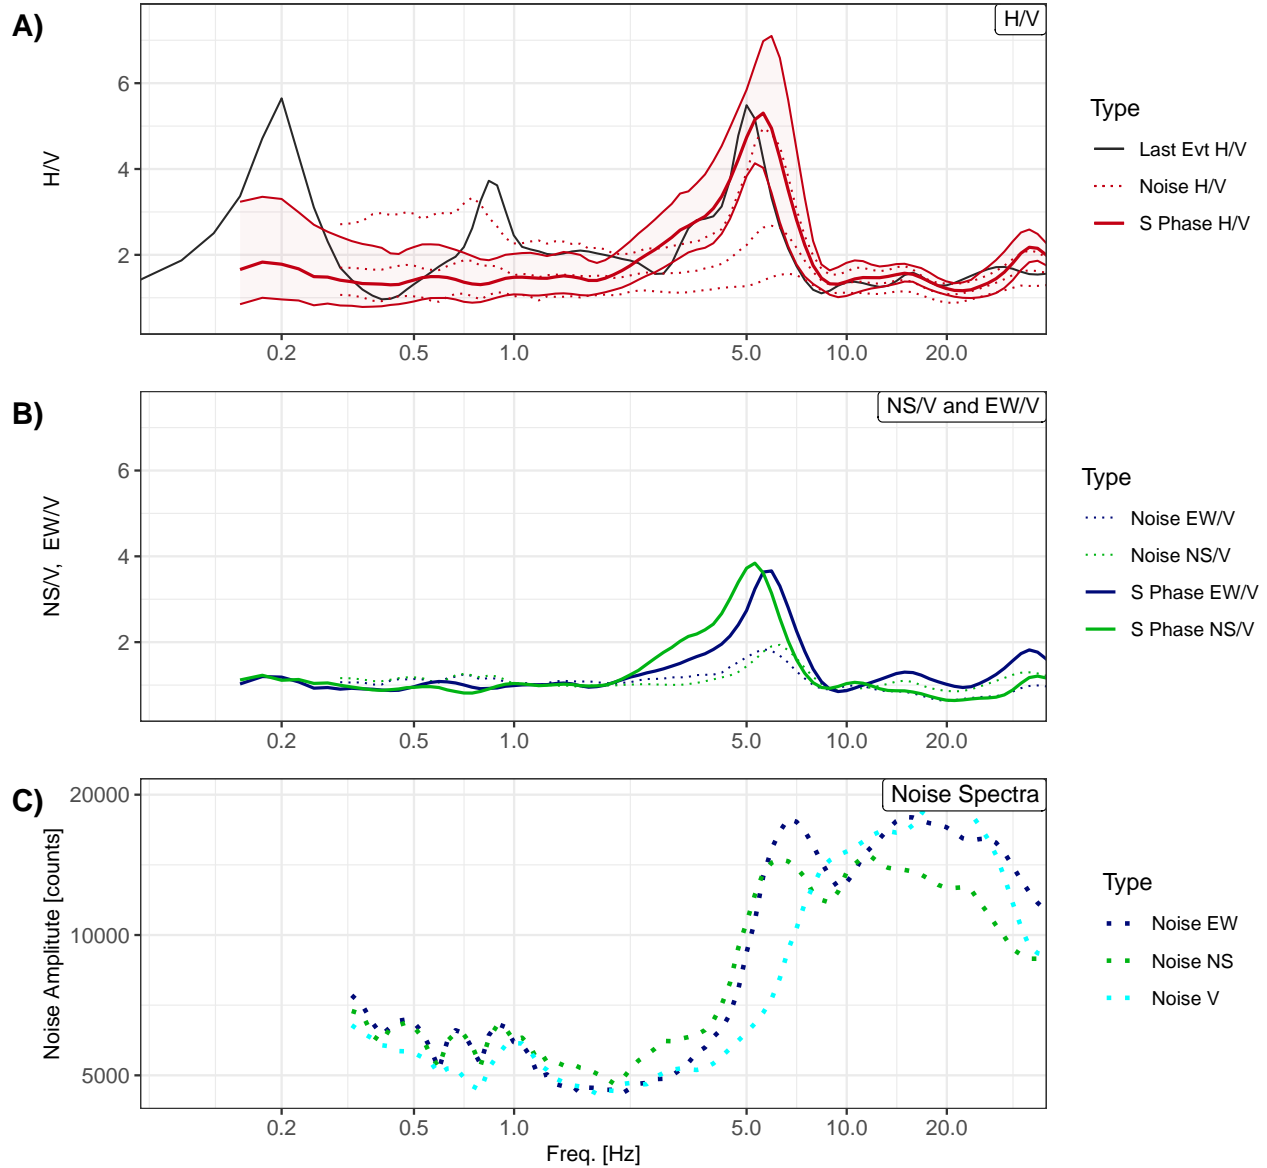 A)
H/V
H/V
6
4
2
0.2 0.5 1.0 5.0 10.0 20.0
Type
Last Evt H/V
Noise H/V
S Phase H/V
B)
NS/V and EW/V
NS/V, EW/V
6
4
2
0.2 0.5 1.0 5.0 10.0 20.0
Type
Noise EW/V
Noise NS/V
S Phase EW/V
S Phase NS/V
C)
Noise Spectra
Noise Amplitute [counts]
20000
10000
5000
0.2 0.5 1.0 5.0 10.0 20.0
Freq. [Hz]
Type
Noise EW
Noise NS
Noise V